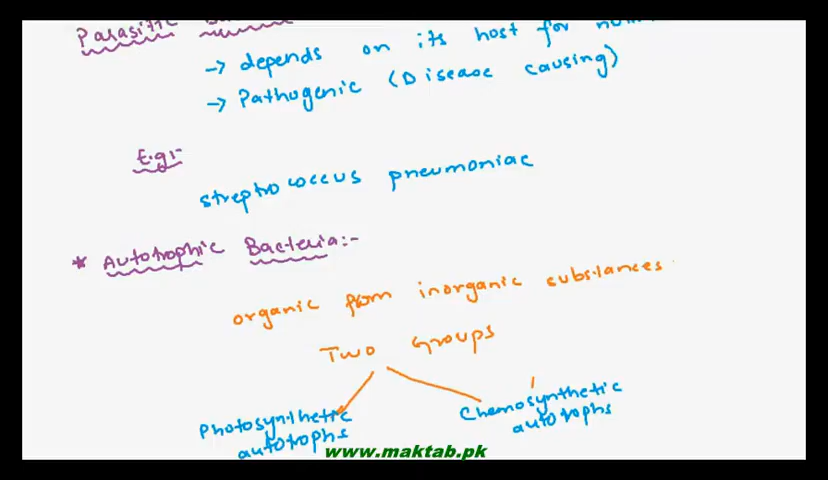 Parasitic
→ depends on its host for
→ Pathogenic (Disease causing)
E.g:-
streptococcus pneumoniae
* Autotrophic Bacteria:-
organic from inorganic substances
Two Groups
Photosynthetic autotrophs
Chemosynthetic autotrophs
www.maktab.pk